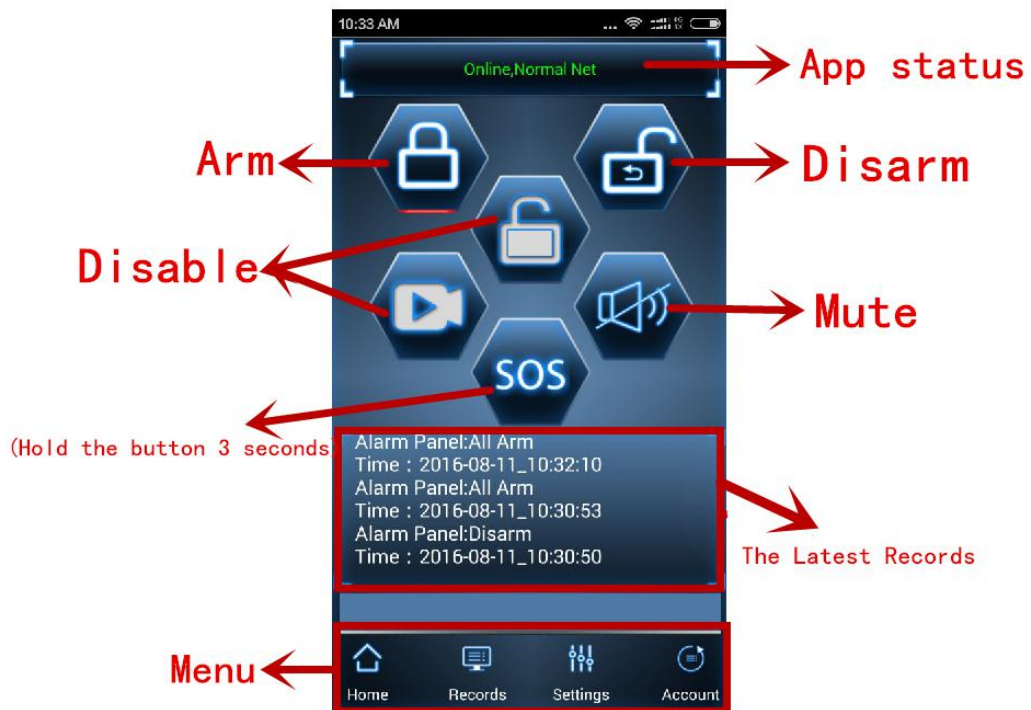 10:33 AM
... 4G 1X
Online,Normal Net
App status
Arm
Disarm
Disable
Mute
SOS
(Hold the button 3 seconds)
Alarm Panel:All Arm
Time : 2016-08-11_10:32:10
Alarm Panel:All Arm
Time : 2016-08-11_10:30:53
Alarm Panel:Disarm
Time : 2016-08-11_10:30:50
The Latest Records
Menu
Home Records Settings Account